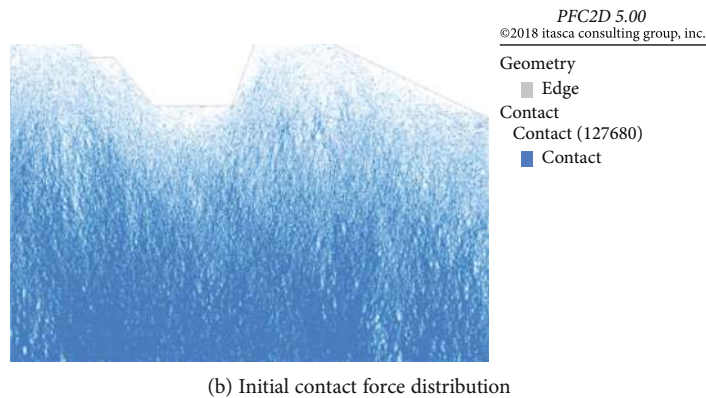 PFC2D 5.00
©2018 itasca consulting group, inc.
Geometry
Edge
Contact
Contact (127680)
Contact
(b) Initial contact force distribution